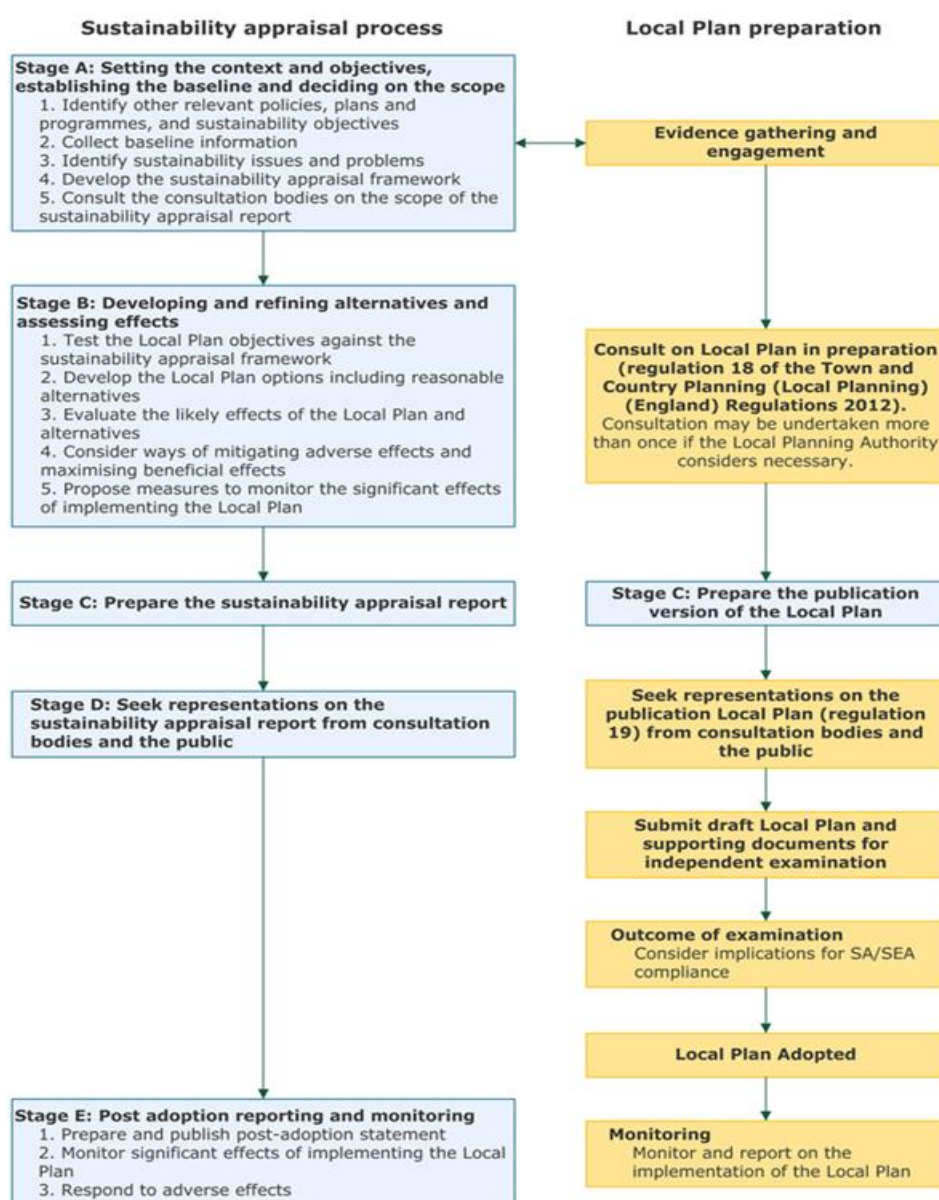 Sustainability appraisal process
Stage A: Setting the context and objectives,
establishing the baseline and deciding on the scope
1. Identify other relevant policies, plans and
programmes, and sustainability objectives
2. Collect baseline information
3. Identify sustainability issues and problems
4. Develop the sustainability appraisal framework
5. Consult the consultation bodies on the scope of the
sustainability appraisal report
Stage B: Developing and refining alternatives and
assessing effects
1. Test the Local Plan objectives against the
sustainability appraisal framework
2. Develop the Local Plan options including reasonable
alternatives
3. Evaluate the likely effects of the Local Plan and
alternatives
4. Consider ways of mitigating adverse effects and
maximising beneficial effects
5. Propose measures to monitor the significant effects
of implementing the Local Plan
Stage C: Prepare the sustainability appraisal report
Stage D: Seek representations on the
sustainability appraisal report from consultation
bodies and the public
Stage E: Post adoption reporting and monitoring
1. Prepare and publish post-adoption statement
2. Monitor significant effects of implementing the Local
Plan
3. Respond to adverse effects
Local Plan preparation
Evidence gathering and
engagement
Consult on Local Plan in preparation
(regulation 18 of the Town and
Country Planning (Local Planning)
(England) Regulations 2012).
Consultation may be undertaken more
than once if the Local Planning Authority
considers necessary.
Stage C: Prepare the publication
version of the Local Plan
Seek representations on the
publication Local Plan (regulation
19) from consultation bodies and
the public
Submit draft Local Plan and
supporting documents for
independent examination
Outcome of examination
Consider implications for SA/SEA
compliance
Local Plan Adopted
Monitoring
Monitor and report on the
implementation of the Local Plan